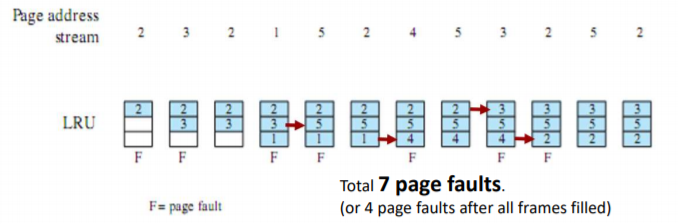 Page address
stream 2 3 2 1 5 2 4 5 3 2 5 2
LRU
2 2 2 2 2 2 2 2 3 3 3 3
3 3 3 5 5 5 5 5 5 5 5
1 1 1 4 4 4 2 2 2
F F F F F F F
F= page fault
Total 7 page faults.
(or 4 page faults after all frames filled)